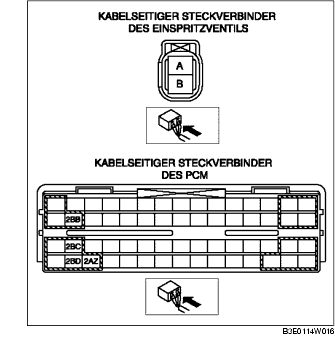 KABELSEITIGER STECKVERBINDER
DES EINSPRITZVENTILS
A
B
KABELSEITIGER STECKVERBINDER
DES PCM
2BB
2BC
2BD 2AZ
B3E0114W016